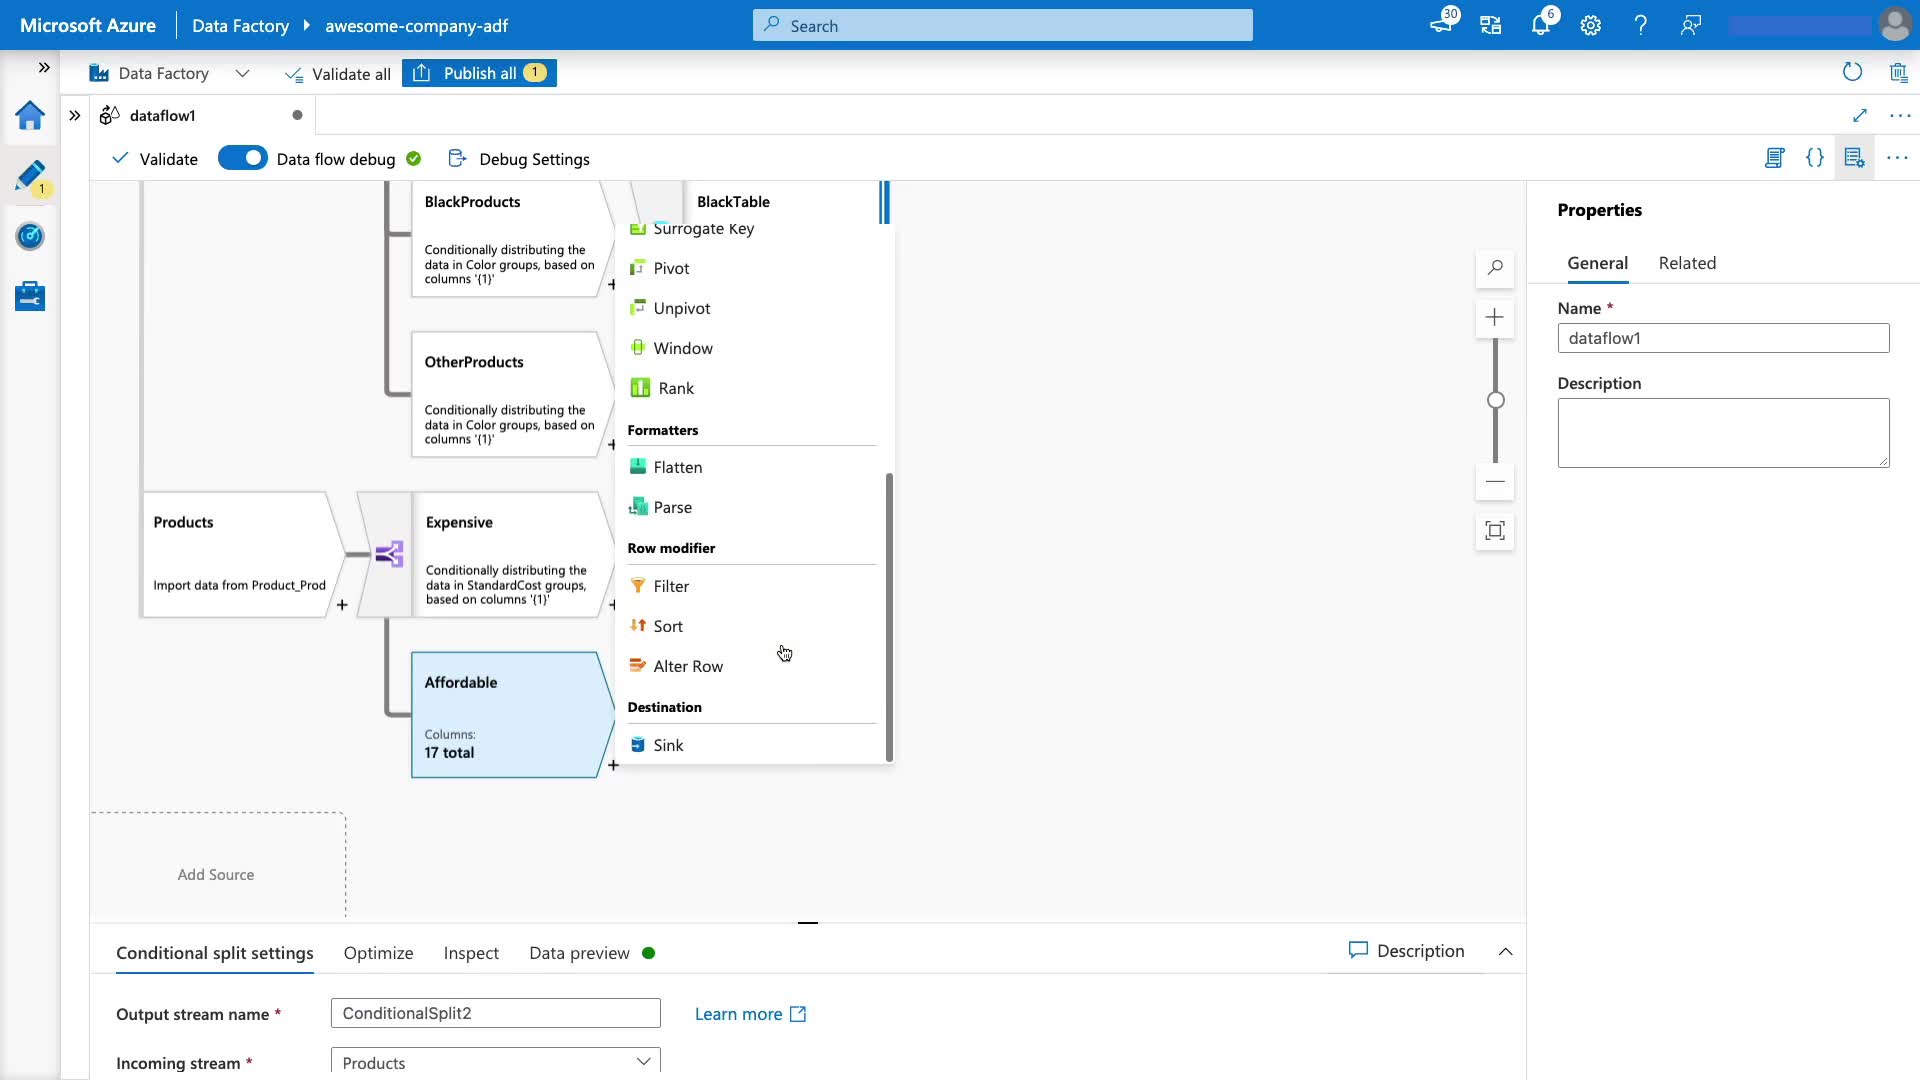 Microsoft Azure
Data Factory
awesome-company-adf
Search
30
6
Data Factory
Validate all
Publish all
1
dataflow1
Validate
Data flow debug
Debug Settings
1
BlackProducts
Conditionally distributing the
data in Color groups, based on
columns '{1}'
+
BlackTable
Surrogate Key
Pivot
Unpivot
Window
Rank
Formatters
Flatten
Parse
Row modifier
Filter
Sort
Alter Row
Destination
Sink
OtherProducts
Conditionally distributing the
data in Color groups, based on
columns '{1}'
+
Products
Import data from Product_Prod
+
Expensive
Conditionally distributing the
data in StandardCost groups,
based on columns '{1}'
+
Affordable
Columns:
17 total
+
Add Source
Properties
General
Related
Name *
dataflow1
Description
Conditional split settings
Optimize
Inspect
Data preview
Description
Output stream name *
ConditionalSplit2
Learn more
Incoming stream *
Products